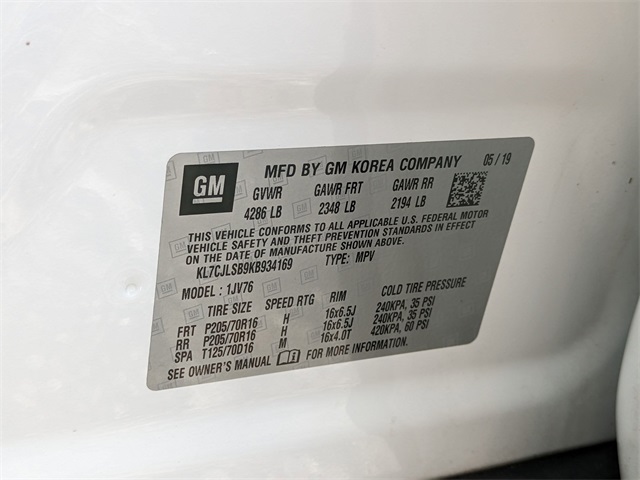 GM
MFD BY GM KOREA COMPANY 05/19
GVWR GAWR FRT GAWR RR
4286 LB 2348 LB 2194 LB
THIS VEHICLE CONFORMS TO ALL APPLICABLE U.S. FEDERAL MOTOR
VEHICLE SAFETY AND THEFT PREVENTION STANDARDS IN EFFECT
ON THE DATE OF MANUFACTURE SHOWN ABOVE.
KL7CJLSB9KB934169 TYPE: MPV
MODEL: 1JV76
TIRE SIZE SPEED RTG RIM COLD TIRE PRESSURE
FRT P205/70R16 H 16x6.5J 240KPA, 35 PSI
RR P205/70R16 H 16x6.5J 240KPA, 35 PSI
SPA T125/70D16 M 16x4.0T 420KPA, 60 PSI
SEE OWNER'S MANUAL FOR MORE INFORMATION.